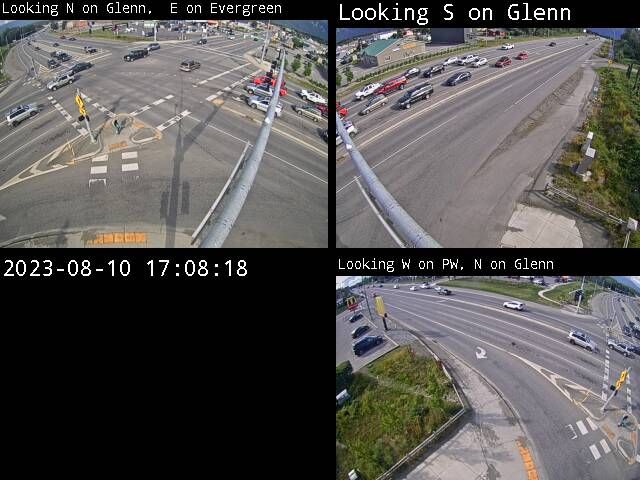 Looking N on Glenn, E on Evergreen
Looking S on Glenn
2023-08-10 17:08:18
Looking W on PW, N on Glenn